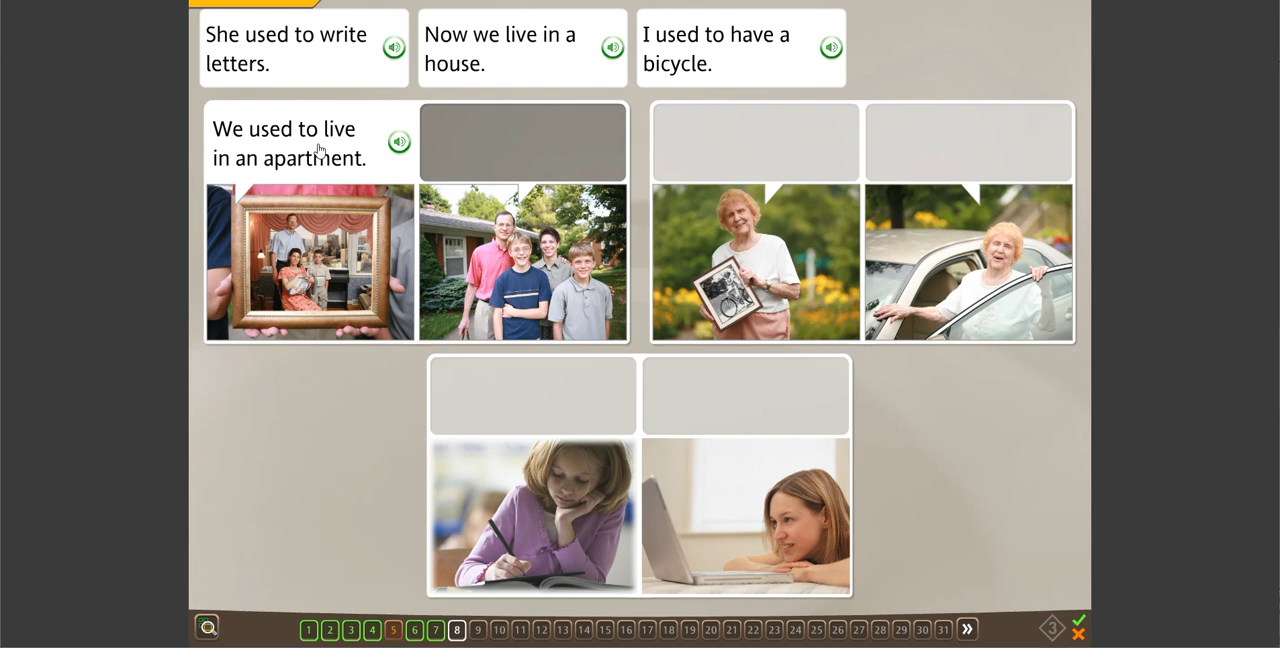 She used to write
letters.
Now we live in a
house.
I used to have a
bicycle.
We used to live
in an apartment.
1 2 3 4 5 6 7 8 9 10 11 12 13 14 15 16 17 18 19 20 21 22 23 24 25 26 27 28 29 30 31
3